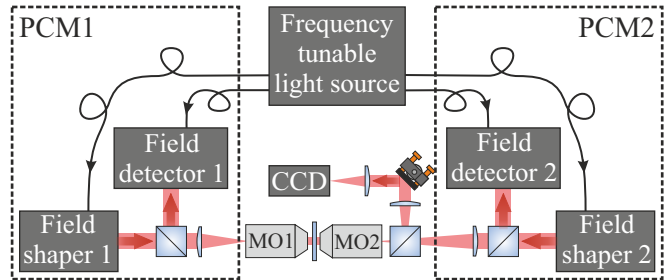 PCM1
Frequency
tunable
light source
PCM2
Field
detector 1
Field
detector 2
CCD
Field
shaper 1
MO1
MO2
Field
shaper 2